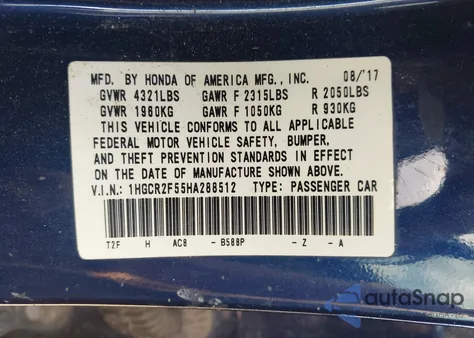 MFD. BY HONDA OF AMERICA MFG., INC. 08/'17
GVWR 4321LBS GAWR F 2315LBS R 2050LBS
GVWR 1960KG GAWR F 1050KG R 930KG
THIS VEHICLE CONFORMS TO ALL APPLICABLE
FEDERAL MOTOR VEHICLE SAFETY, BUMPER,
AND THEFT PREVENTION STANDARDS IN EFFECT
ON THE DATE OF MANUFACTURE SHOWN ABOVE.
V.I.N.: 1HGCR2F55HA288512 TYPE: PASSENGER CAR
T2F H AC8 - B588P - Z - A
autoSnap